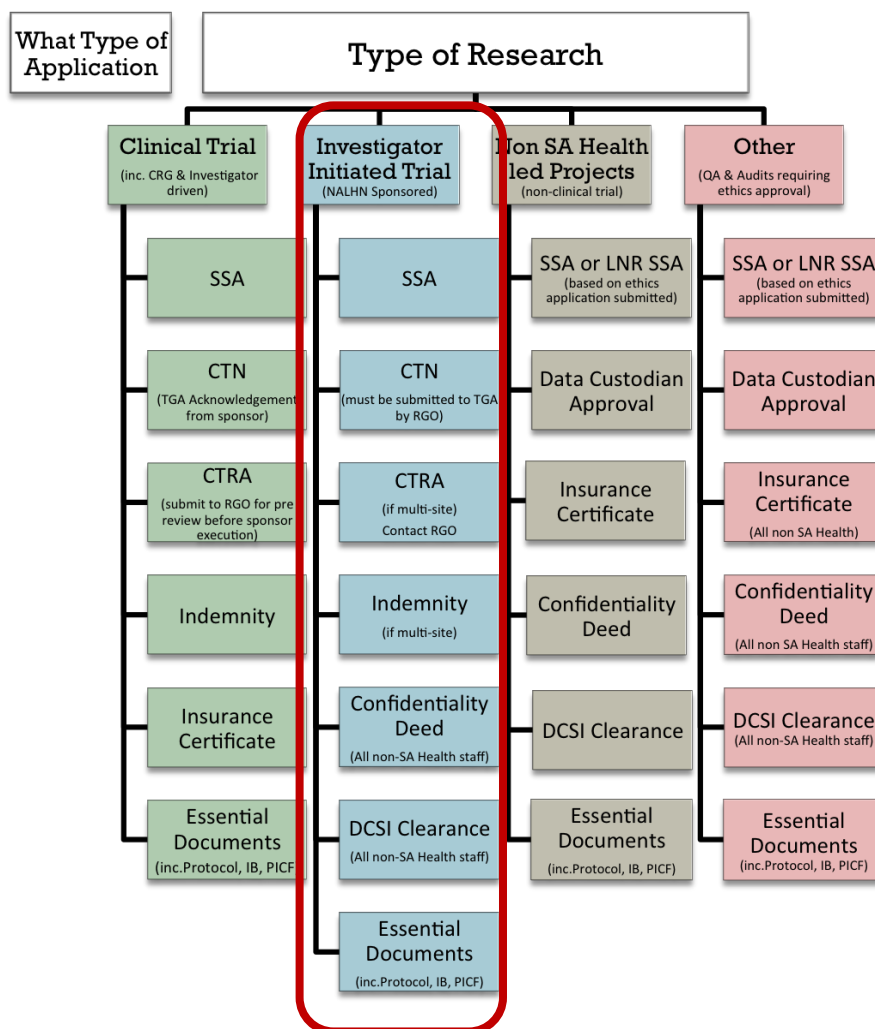 What Type of
Application
Type of Research
Clinical Trial
(inc. CRG & Investigator
driven)
SSA
CTN
(TGA Acknowledgement
from sponsor)
CTRA
(submit to RGO for pre
review before sponsor
execution)
Indemnity
Insurance
Certificate
Essential
Documents
(inc.Protocol, IB, PICF)
Investigator
Initiated Trial
(NALHN Sponsored)
SSA
CTN
(must be submitted to TGA
by RGO)
CTRA
(if multi-site)
Contact RGO
Indemnity
(if multi-site)
Confidentiality
Deed
(All non-SA Health staff)
DCSI Clearance
(All non-SA Health staff)
Essential
Documents
(inc.Protocol, IB, PICF)
Non SA Health
led Projects
(non-clinical trial)
SSA or LNR SSA
(based on ethics
application submitted)
Data Custodian
Approval
Insurance
Certificate
Confidentiality
Deed
DCSI Clearance
Essential
Documents
(inc.Protocol, IB, PICF)
Other
(QA & Audits requiring
ethics approval)
SSA or LNR SSA
(based on ethics
application submitted)
Data Custodian
Approval
Insurance
Certificate
(All non SA Health)
Confidentiality
Deed
(All non SA Health staff)
DCSI Clearance
(All non-SA Health staff)
Essential
Documents
(inc.Protocol, IB, PICF)